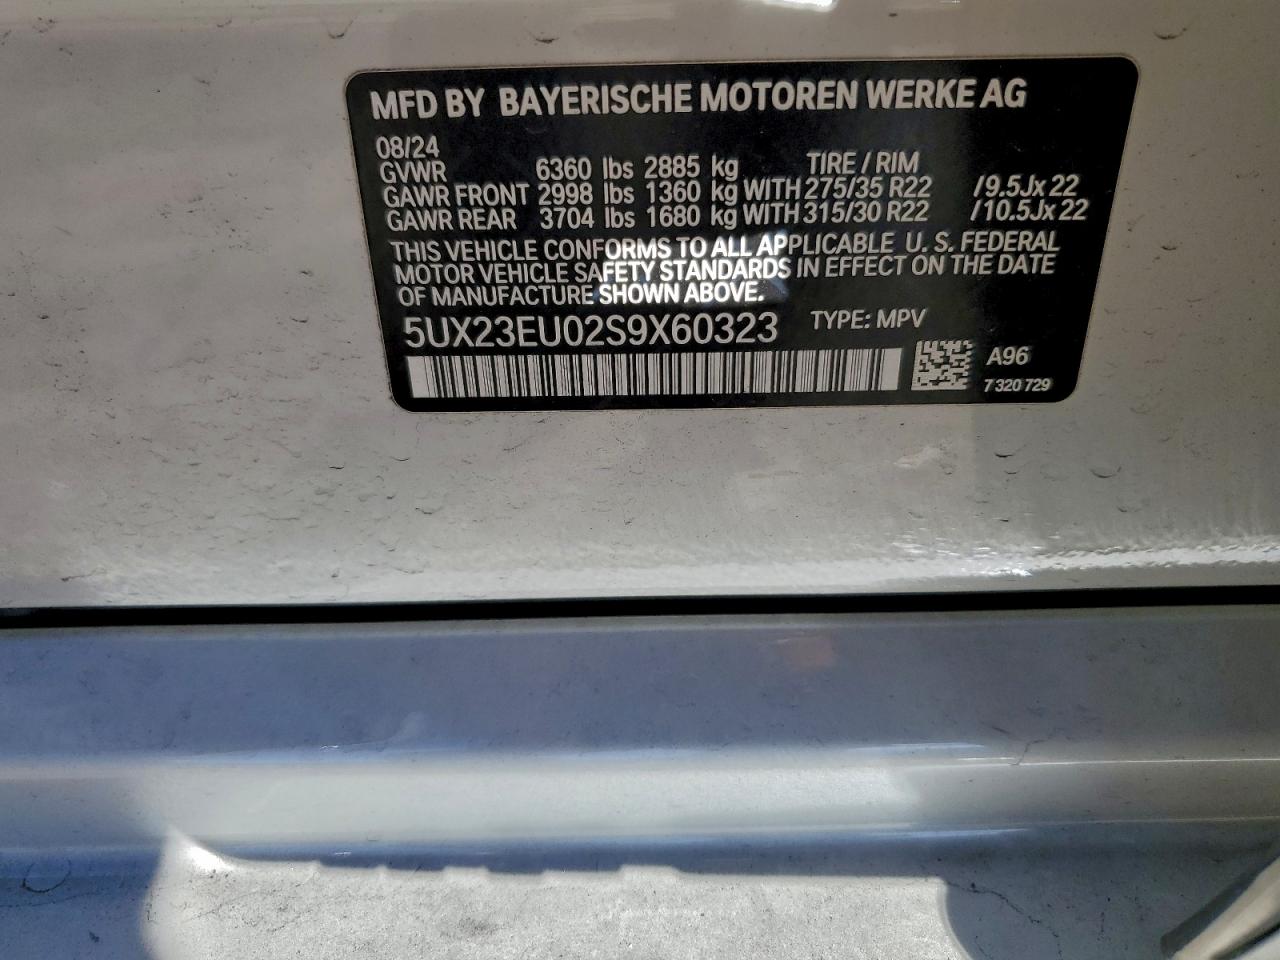 MFD BY BAYERISCHE MOTOREN WERKE AG
08/24
GVWR 6360 lbs 2885 kg TIRE / RIM
GAWR FRONT 2998 lbs 1360 kg WITH 275/35 R22 /9.5Jx22
GAWR REAR 3704 lbs 1680 kg WITH 315/30 R22 /10.5Jx22
THIS VEHICLE CONFORMS TO ALL APPLICABLE U. S. FEDERAL
MOTOR VEHICLE SAFETY STANDARDS IN EFFECT ON THE DATE
OF MANUFACTURE SHOWN ABOVE.
5UX23EU02S9X60323 TYPE: MPV
A96
7 320 729